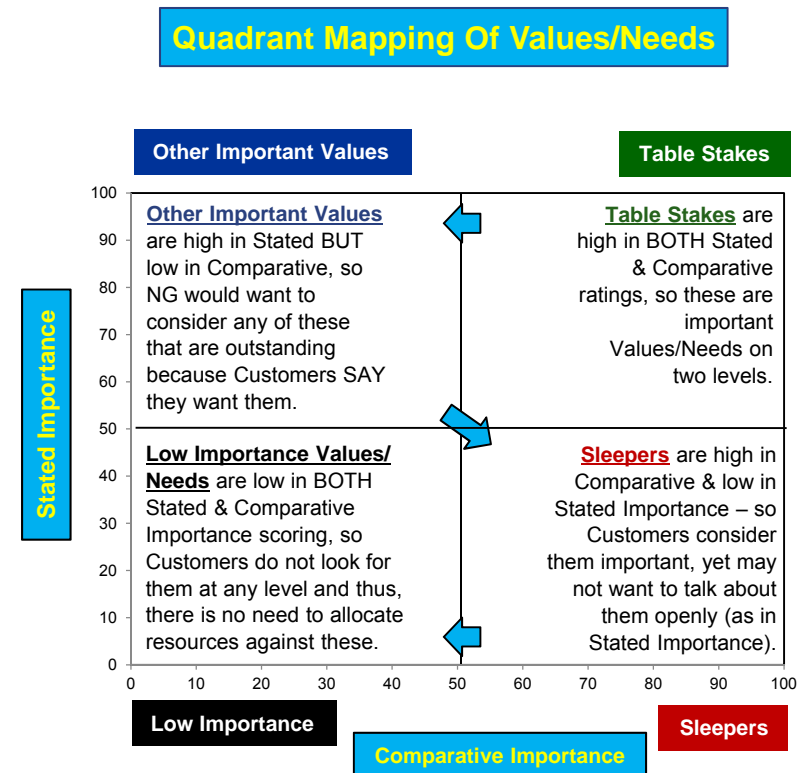 Quadrant Mapping Of Values/Needs
Other Important Values
Table Stakes
Stated Importance
100
90
80
70
60
50
40
30
20
10
0
Other Important Values
are high in Stated BUT
low in Comparative, so
NG would want to
consider any of these
that are outstanding
because Customers SAY
they want them.
Table Stakes are
high in BOTH Stated
& Comparative
ratings, so these are
important
Values/Needs on
two levels.
Low Importance Values/
Needs are low in BOTH
Stated & Comparative
Importance scoring, so
Customers do not look for
them at any level and thus,
there is no need to allocate
resources against these.
Sleepers are high in
Comparative & low in
Stated Importance – so
Customers consider
them important, yet may
not want to talk about
them openly (as in
Stated Importance).
0 10 20 30 40 50 60 70 80 90 100
Low Importance
Sleepers
Comparative Importance